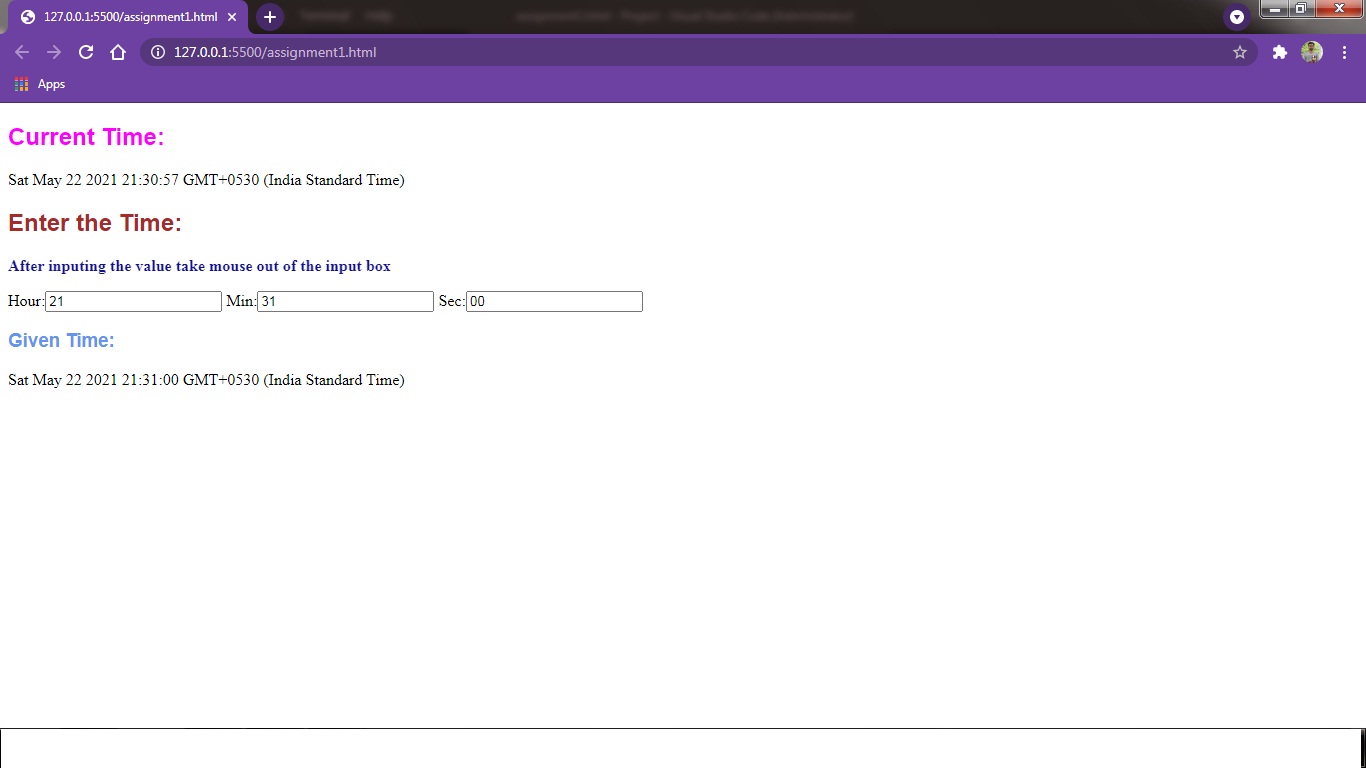 127.0.0.1:5500/assignment1.html
Terminal Help
127.0.0.1:5500/assignment1.html
Apps
Current Time:
Sat May 22 2021 21:30:57 GMT+0530 (India Standard Time)
Enter the Time:
After inputing the value take mouse out of the input box
Hour:21 Min:31 Sec:00
Given Time:
Sat May 22 2021 21:31:00 GMT+0530 (India Standard Time)